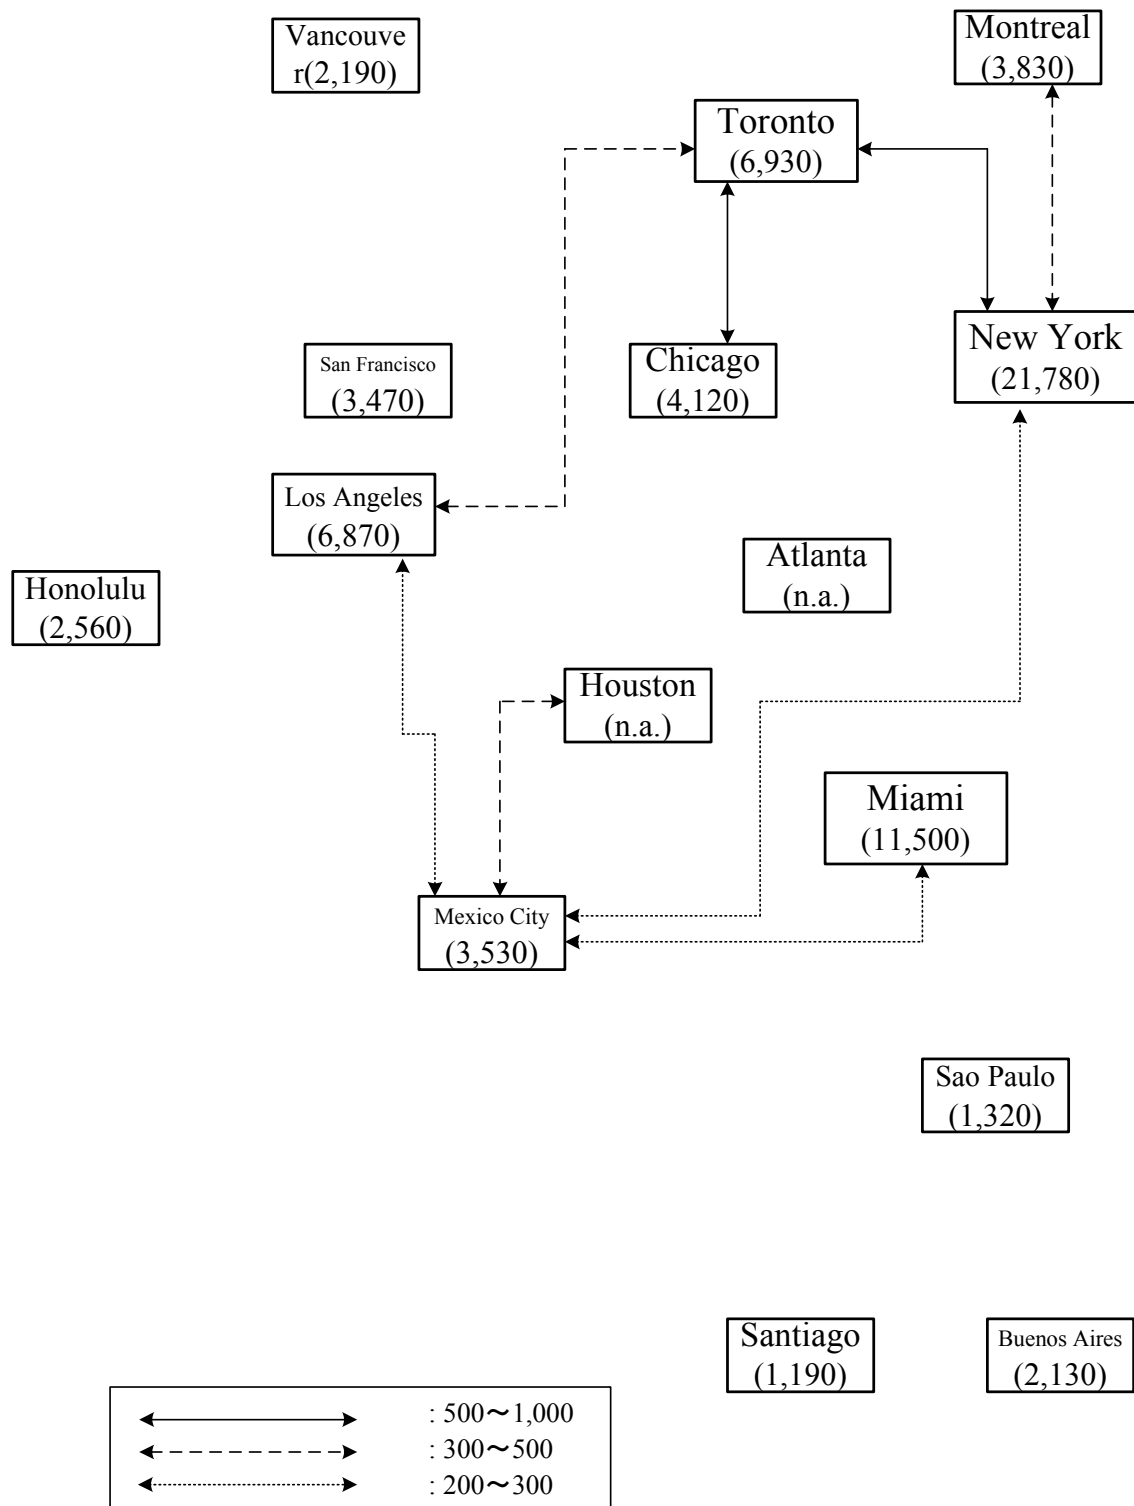 Vancouve
r(2,190)
Montreal
(3,830)
Toronto
(6,930)
New York
(21,780)
San Francisco
(3,470)
Chicago
(4,120)
Los Angeles
(6,870)
Atlanta
(n.a.)
Honolulu
(2,560)
Houston
(n.a.)
Miami
(11,500)
Mexico City
(3,530)
Sao Paulo
(1,320)
Santiago
(1,190)
Buenos Aires
(2,130)
: 500~1,000
: 300~500
: 200~300